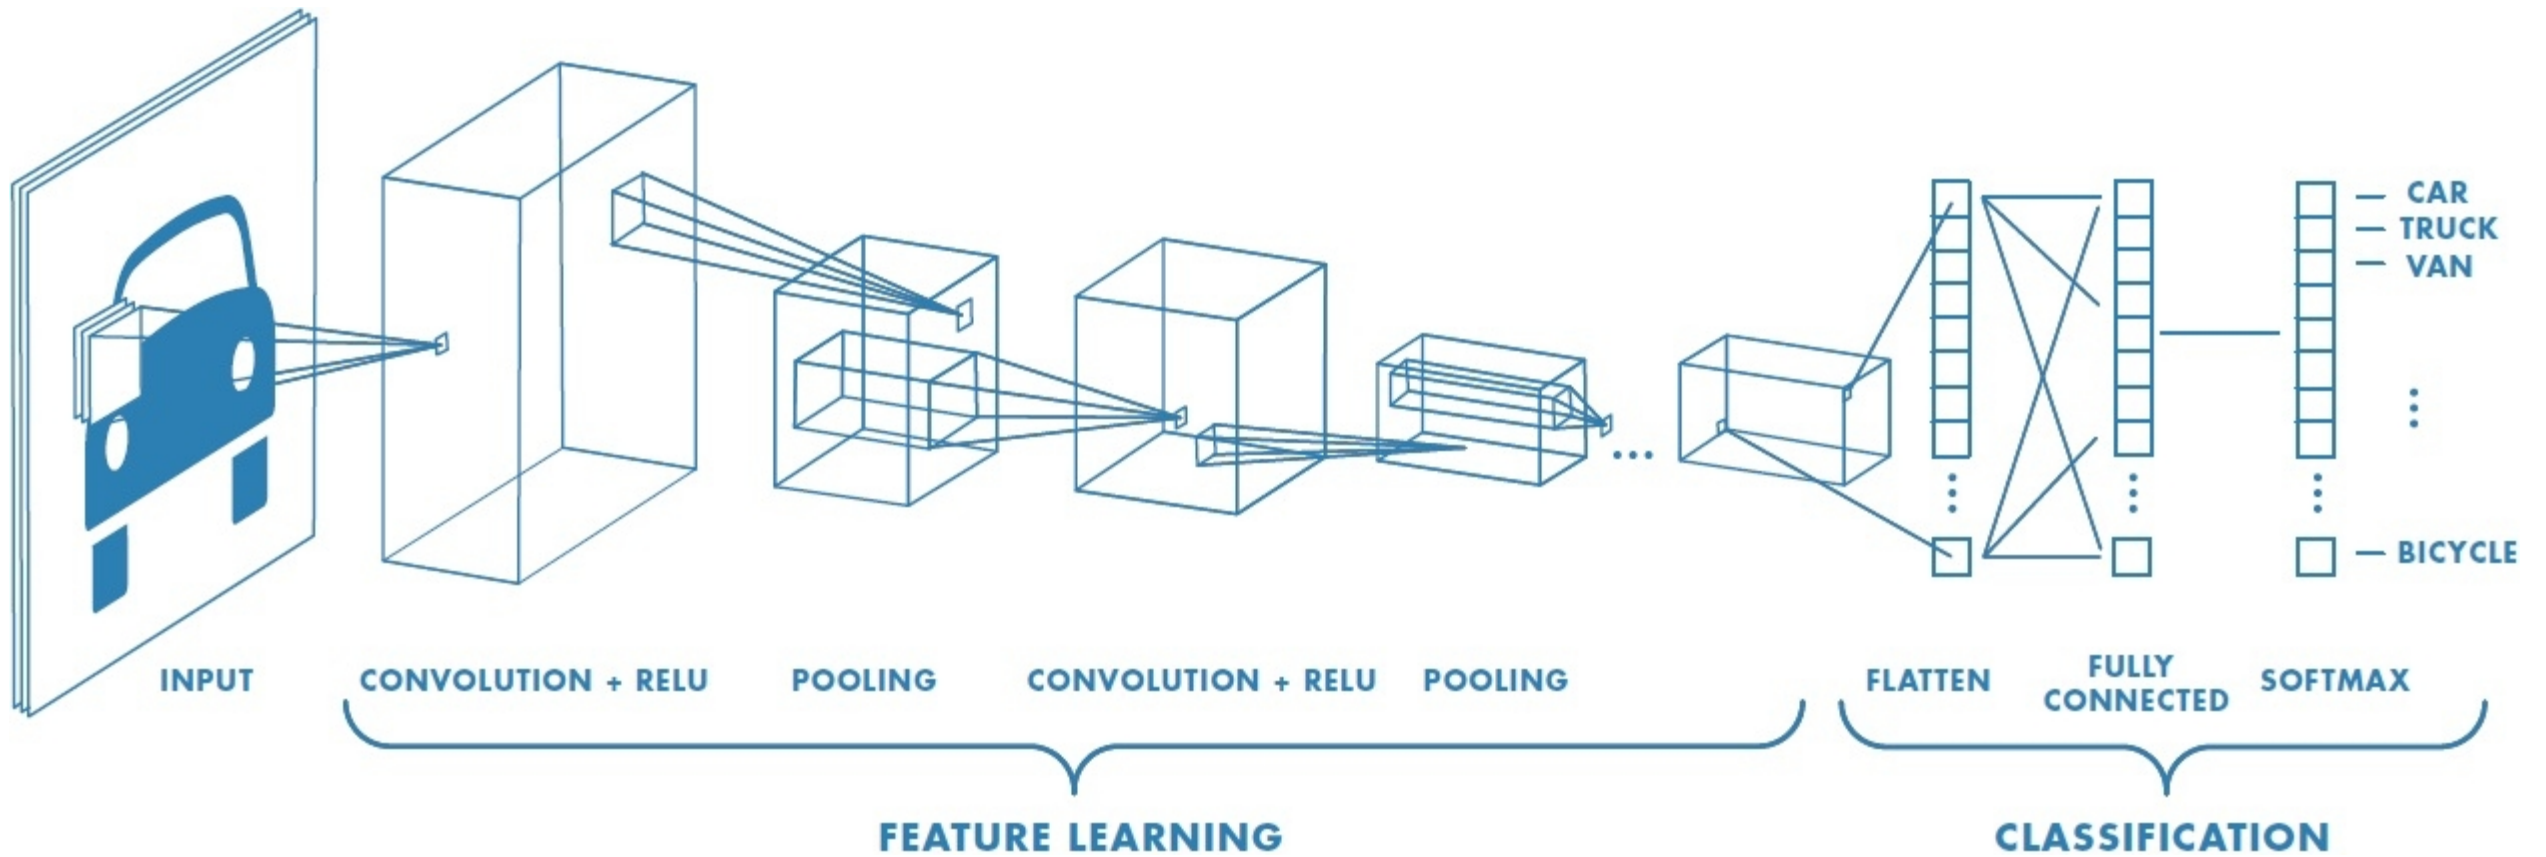 CAR
TRUCK
VAN
BICYCLE
INPUT
CONVOLUTION + RELU
POOLING
CONVOLUTION + RELU
POOLING
FLATTEN
FULLY
CONNECTED
SOFTMAX
FEATURE LEARNING
CLASSIFICATION